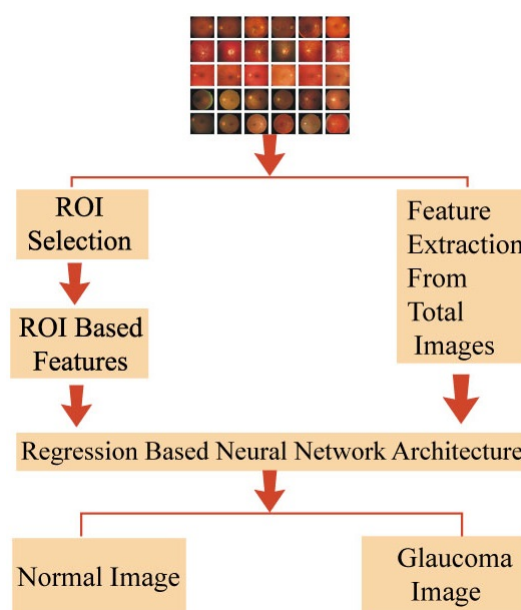 ROI
Selection
Feature
Extraction
From
Total
Images
ROI Based
Features
Regression Based Neural Network Architecture
Normal Image
Glaucoma
Image